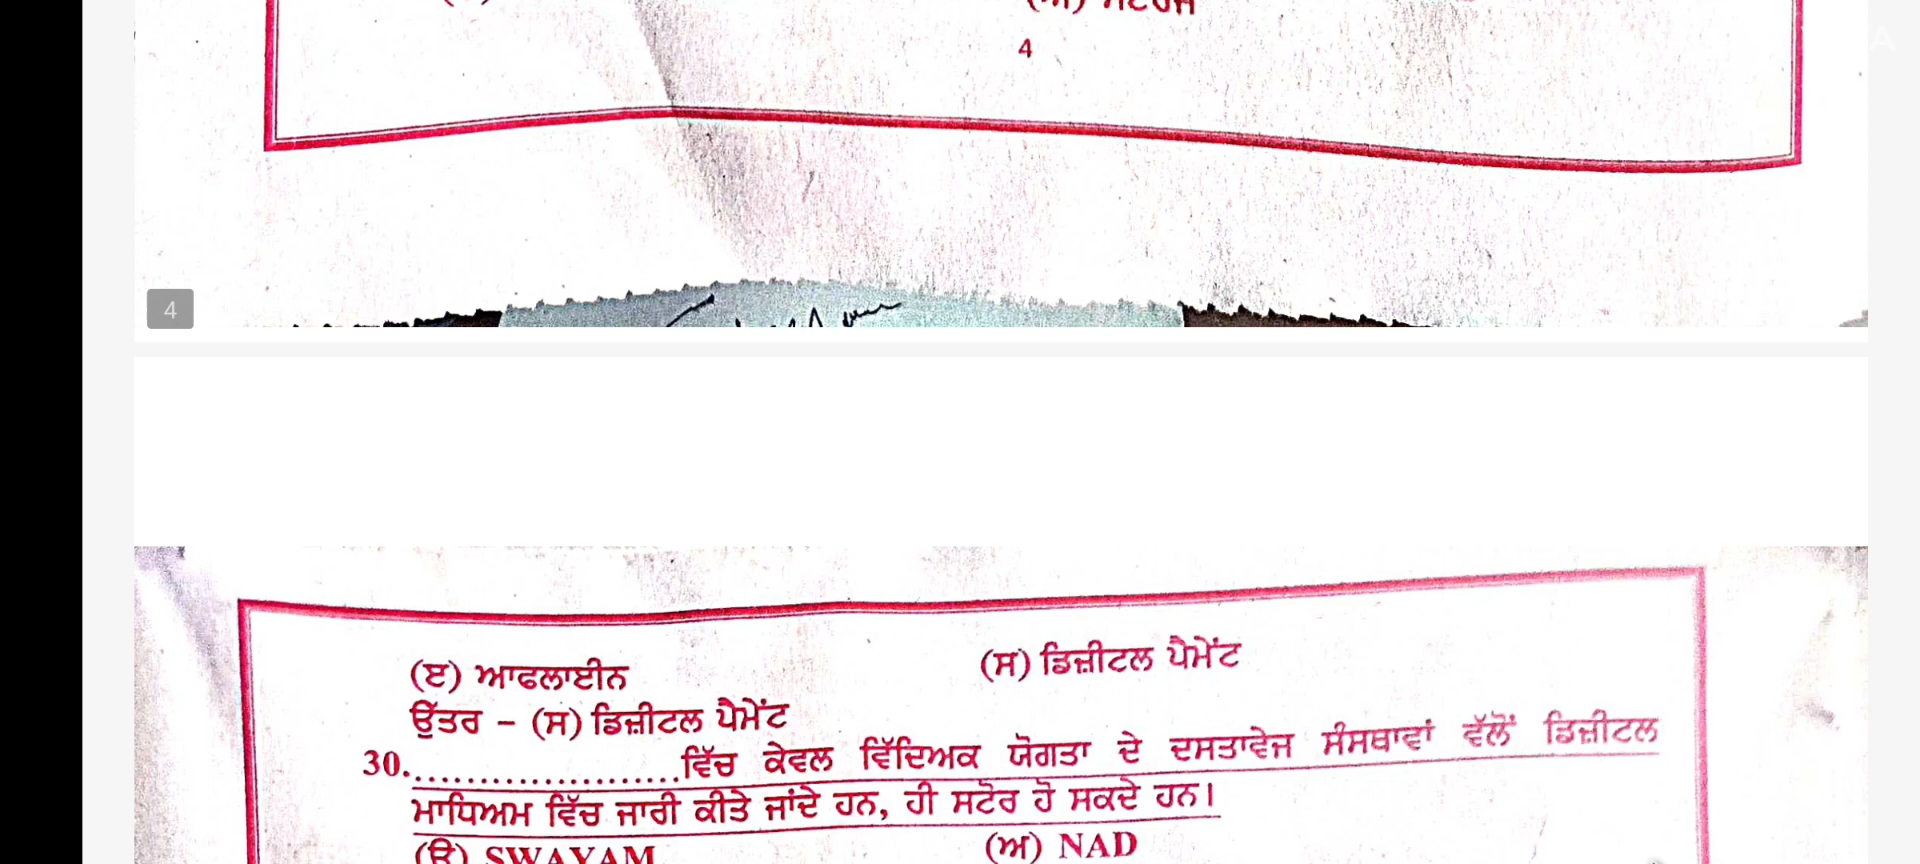 4
4
(ੲ) ਆਫਲਾਈਨ
(ਸ) ਡਿਜ਼ੀਟਲ ਪੈਮੇਂਟ
ਉੱਤਰ – (ਸ) ਡਿਜ਼ੀਟਲ ਪੈਮੇਂਟ
30. .....................ਵਿੱਚ ਕੇਵਲ ਵਿੱਦਿਅਕ ਯੋਗਤਾ ਦੇ ਦਸਤਾਵੇਜ ਸੰਸਥਾਵਾਂ ਵੱਲੋਂ ਡਿਜ਼ੀਟਲ
ਮਾਧਿਅਮ ਵਿੱਚ ਜਾਰੀ ਕੀਤੇ ਜਾਂਦੇ ਹਨ, ਹੀ ਸਟੋਰ ਹੋ ਸਕਦੇ ਹਨ।
(ੳ) SWAYAM
(ਅ) NAD